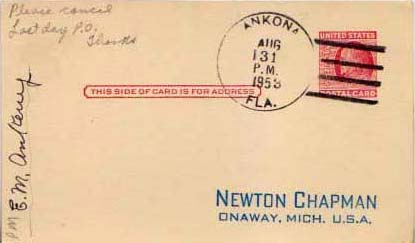 Please cancel
Last day P.O.
Thanks
ANKONA
AUG
31
P.M.
1953
FLA.
UNITED STATES
POSTAL CARD
THIS SIDE OF CARD IS FOR ADDRESS
PM E. M. Ankeny
NEWTON CHAPMAN
ONAWAY, MICH. U.S.A.